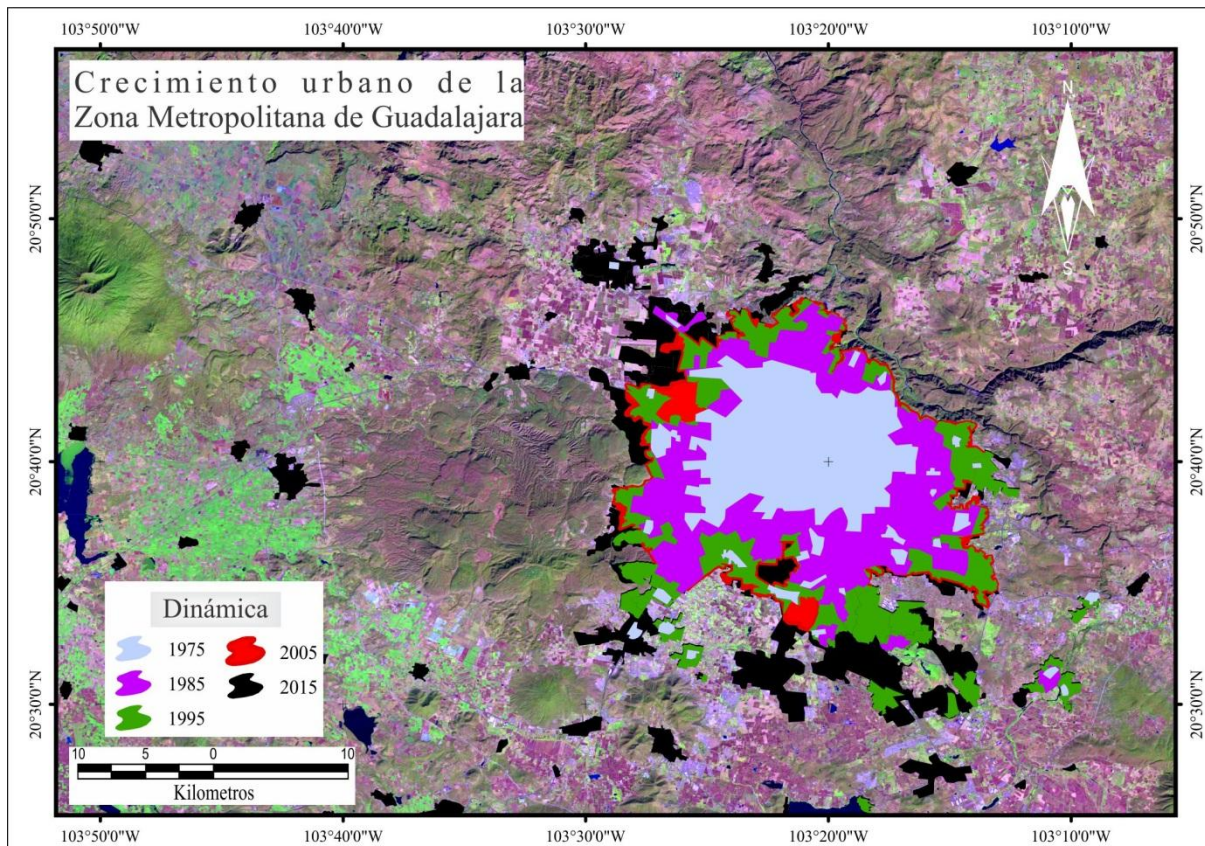 103°50'0"W 103°40'0"W 103°30'0"W 103°20'0"W 103°10'0"W
Crecimiento urbano de la
Zona Metropolitana de Guadalajara
N
S
20°50'0"N 20°50'0"N
20°40'0"N 20°40'0"N
20°30'0"N 20°30'0"N
Dinámica
1975 2005
1985 2015
1995
10 5 0 10
Kilometros
103°50'0"W 103°40'0"W 103°30'0"W 103°20'0"W 103°10'0"W